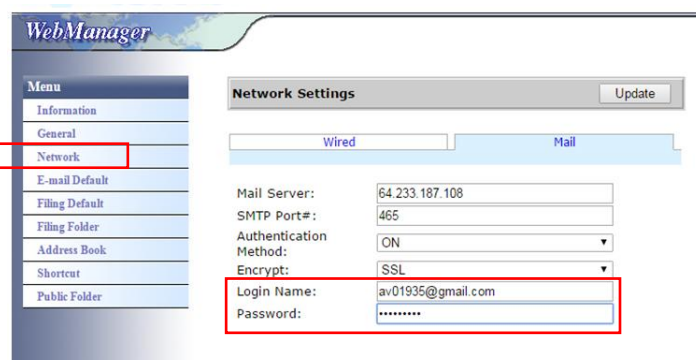 WebManager
Menu
Information
General
Network
E-mail Default
Filing Default
Filing Folder
Address Book
Shortcut
Public Folder
Network Settings
Update
Wired
Mail
Mail Server: 64.233.187.108
SMTP Port#: 465
Authentication
Method: ON
Encrypt: SSL
Login Name: av01935@gmail.com
Password: •••••••••